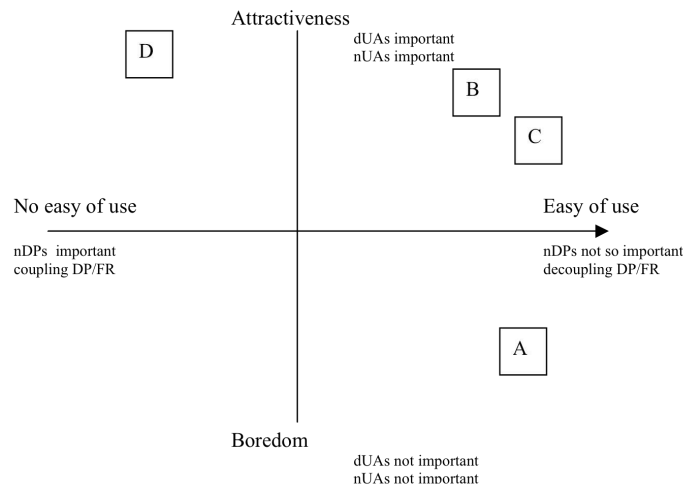 Attractiveness
dUAs important
nUAs important
D
B
C
No easy of use
Easy of use
nDPs important
coupling DP/FR
nDPs not so important
decoupling DP/FR
A
Boredom
dUAs not important
nUAs not important